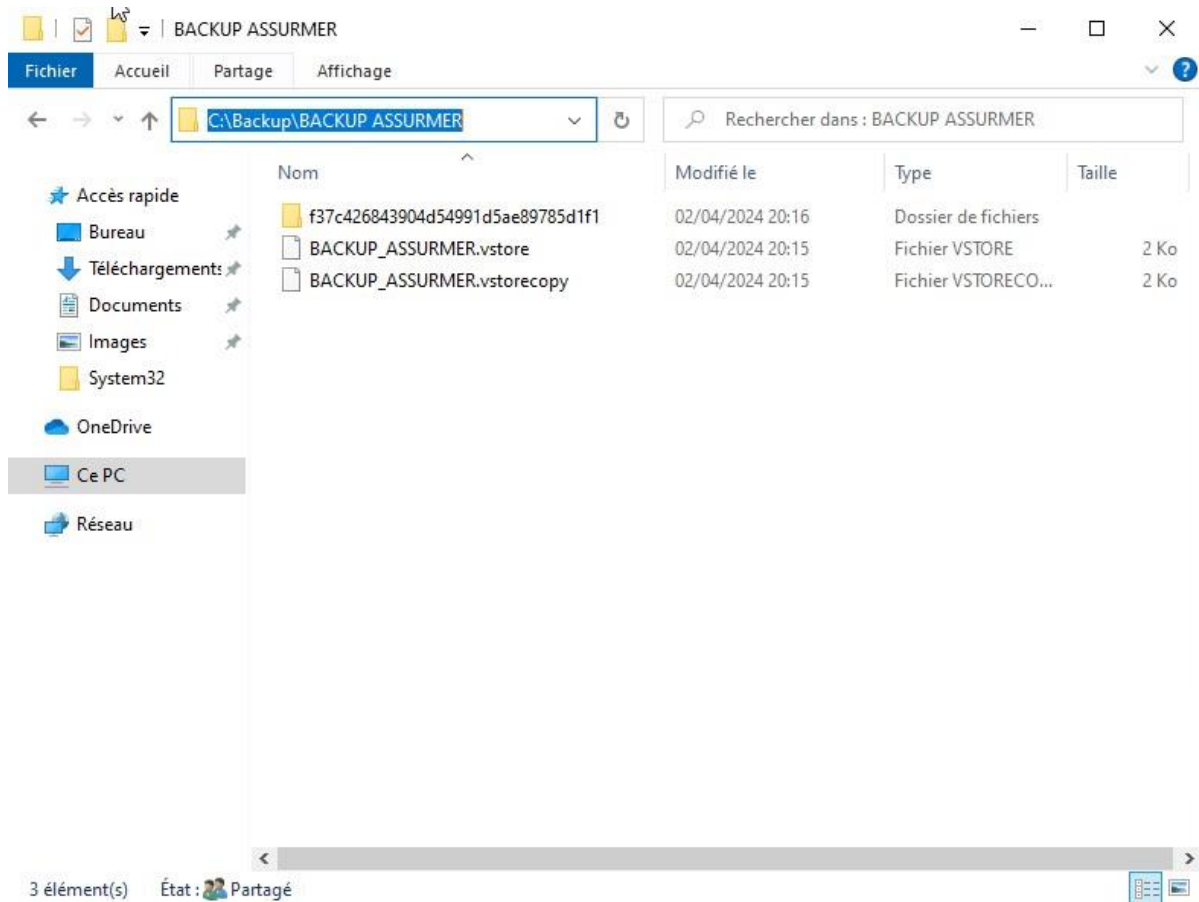 BACKUP ASSURMER
Fichier Accueil Partage Affichage
C:\Backup\BACKUP ASSURMER Rechercher dans : BACKUP ASSURMER
Nom Modifié le Type Taille
Accès rapide
Bureau
Téléchargements
Documents
Images
System32
OneDrive
Ce PC
Réseau
f37c426843904d54991d5ae89785d1f1 02/04/2024 20:16 Dossier de fichiers
BACKUP_ASSURMER.vstore 02/04/2024 20:15 Fichier VSTORE 2 Ko
BACKUP_ASSURMER.vstorecopy 02/04/2024 20:15 Fichier VSTORECO... 2 Ko
3 élément(s) État : Partagé